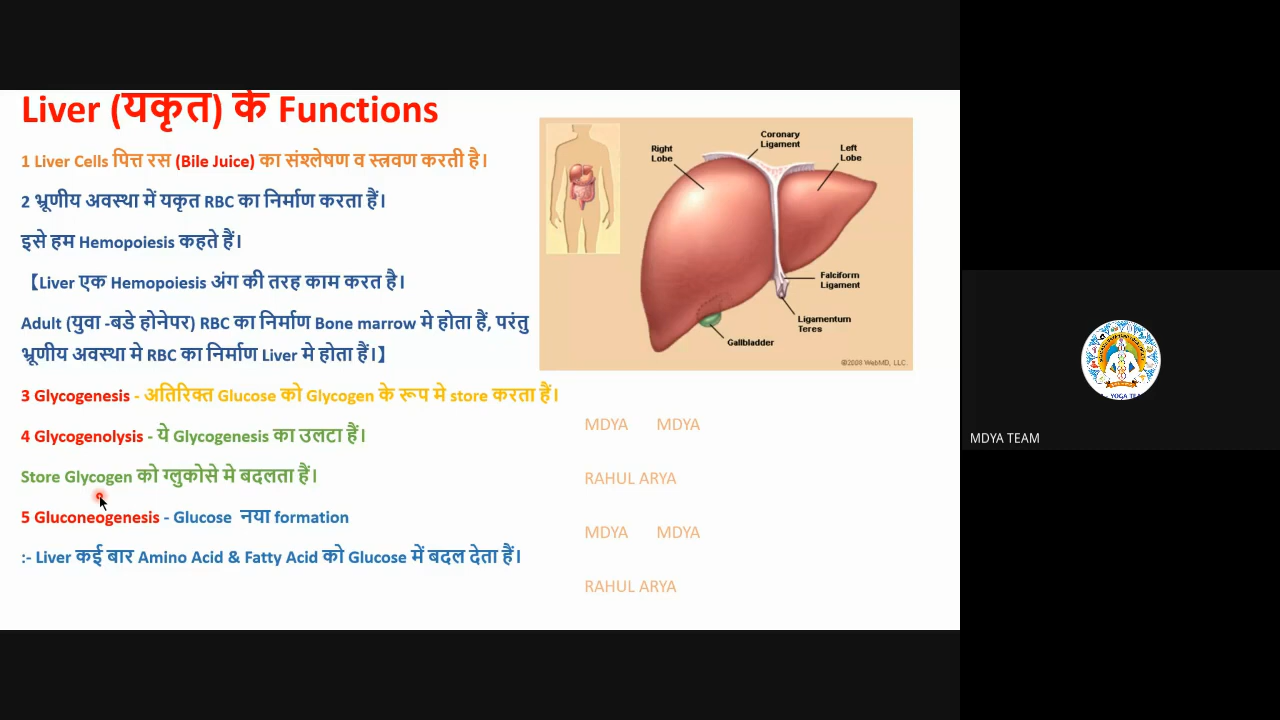 Liver (यकृत) के Functions
1 Liver Cells पित्त रस (Bile Juice) का संश्लेषण व स्त्रवण करती है।
2 भ्रूणीय अवस्था में यकृत RBC का निर्माण करता हैं।
इसे हम Hemopoiesis कहते हैं।
【Liver एक Hemopoiesis अंग की तरह काम करत है।
Adult (युवा -बडे होनेपर) RBC का निर्माण Bone marrow मे होता हैं, परंतु
भ्रूणीय अवस्था मे RBC का निर्माण Liver मे होता हैं।】
3 Glycogenesis - अतिरिक्त Glucose को Glycogen के रूप मे store करता हैं।
4 Glycogenolysis - ये Glycogenesis का उलटा हैं।
Store Glycogen को ग्लुकोसे मे बदलता हैं।
5 Gluconeogenesis - Glucose नया formation
:- Liver कई बार Amino Acid & Fatty Acid को Glucose में बदल देता हैं।
Coronary
Ligament
Right
Lobe
Left
Lobe
Falciform
Ligament
Ligamentum
Teres
Gallbladder
©2009 WebMD, LLC.
MDYA MDYA
RAHUL ARYA
MDYA MDYA
RAHUL ARYA
MDYA TEAM